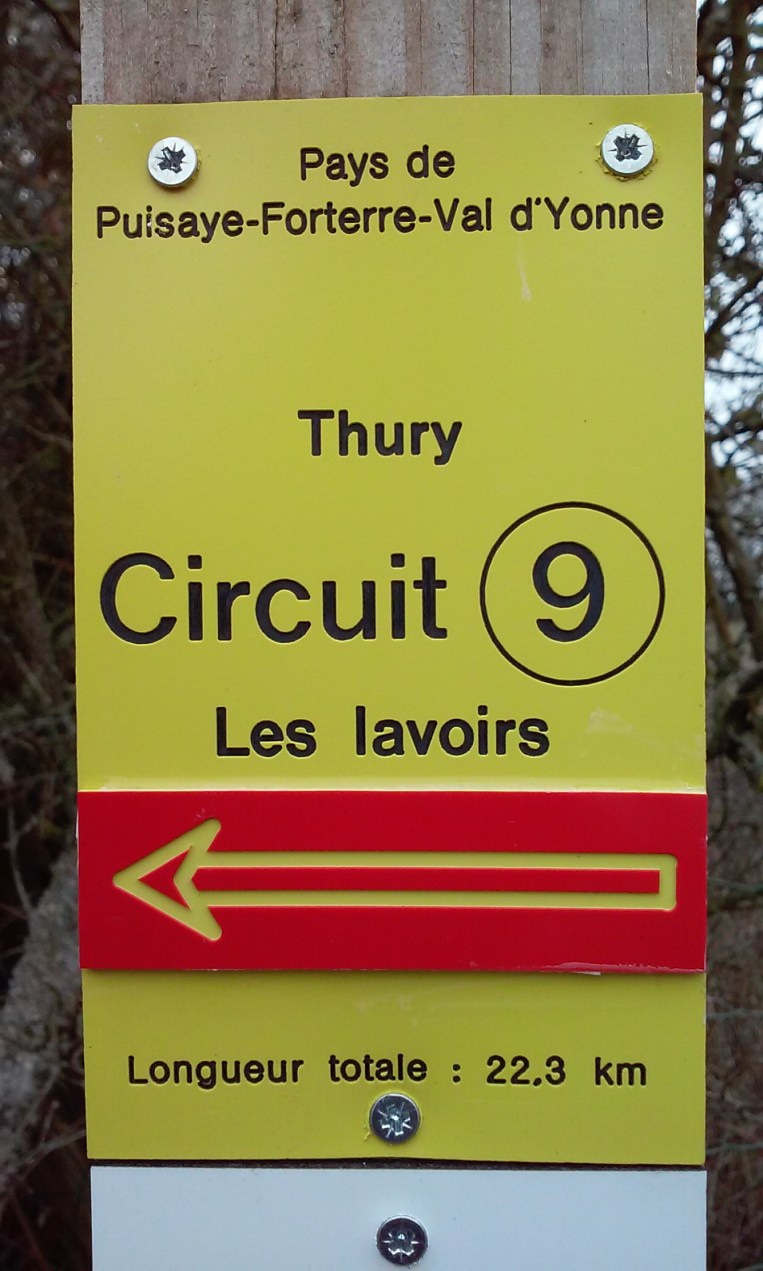 Pays de
Puisaye-Forterre-Val d'Yonne
Thury
Circuit 9
Les lavoirs
Longueur totale : 22,3 km